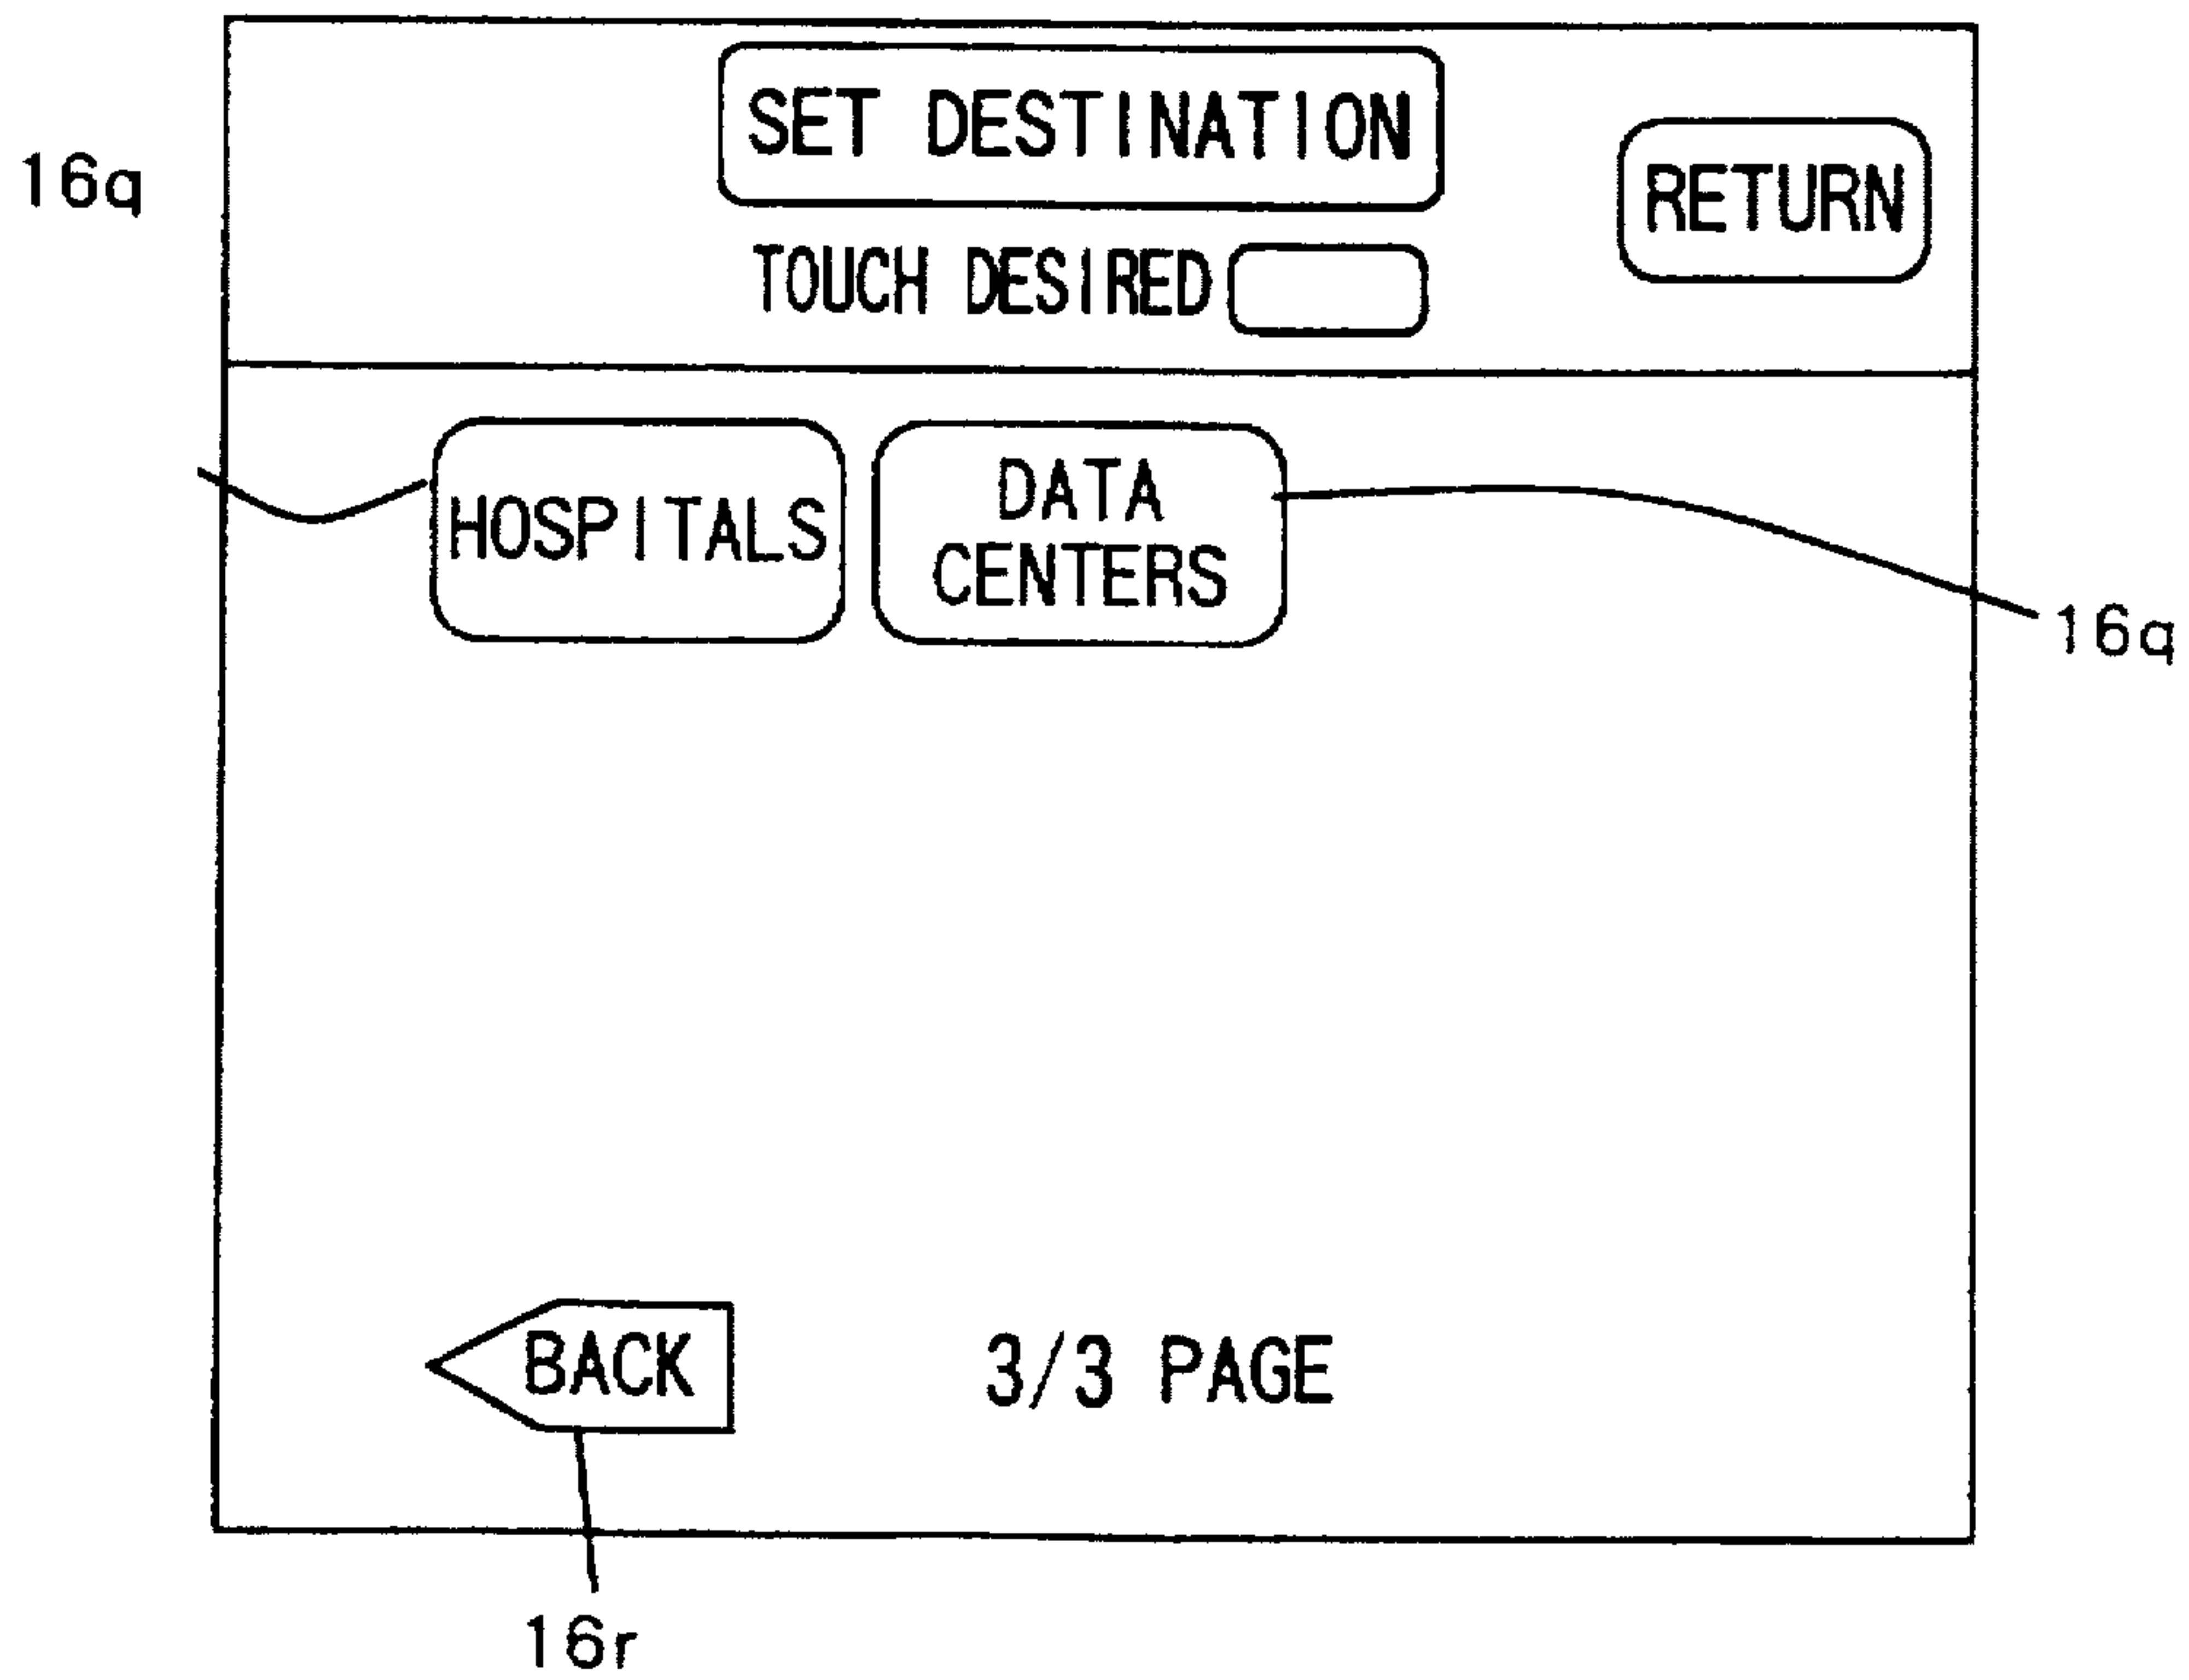 SET DESTINATION
RETURN
16q
TOUCH DESIRED
HOSPITALS
DATA
CENTERS
16q
BACK
3/3 PAGE
16r